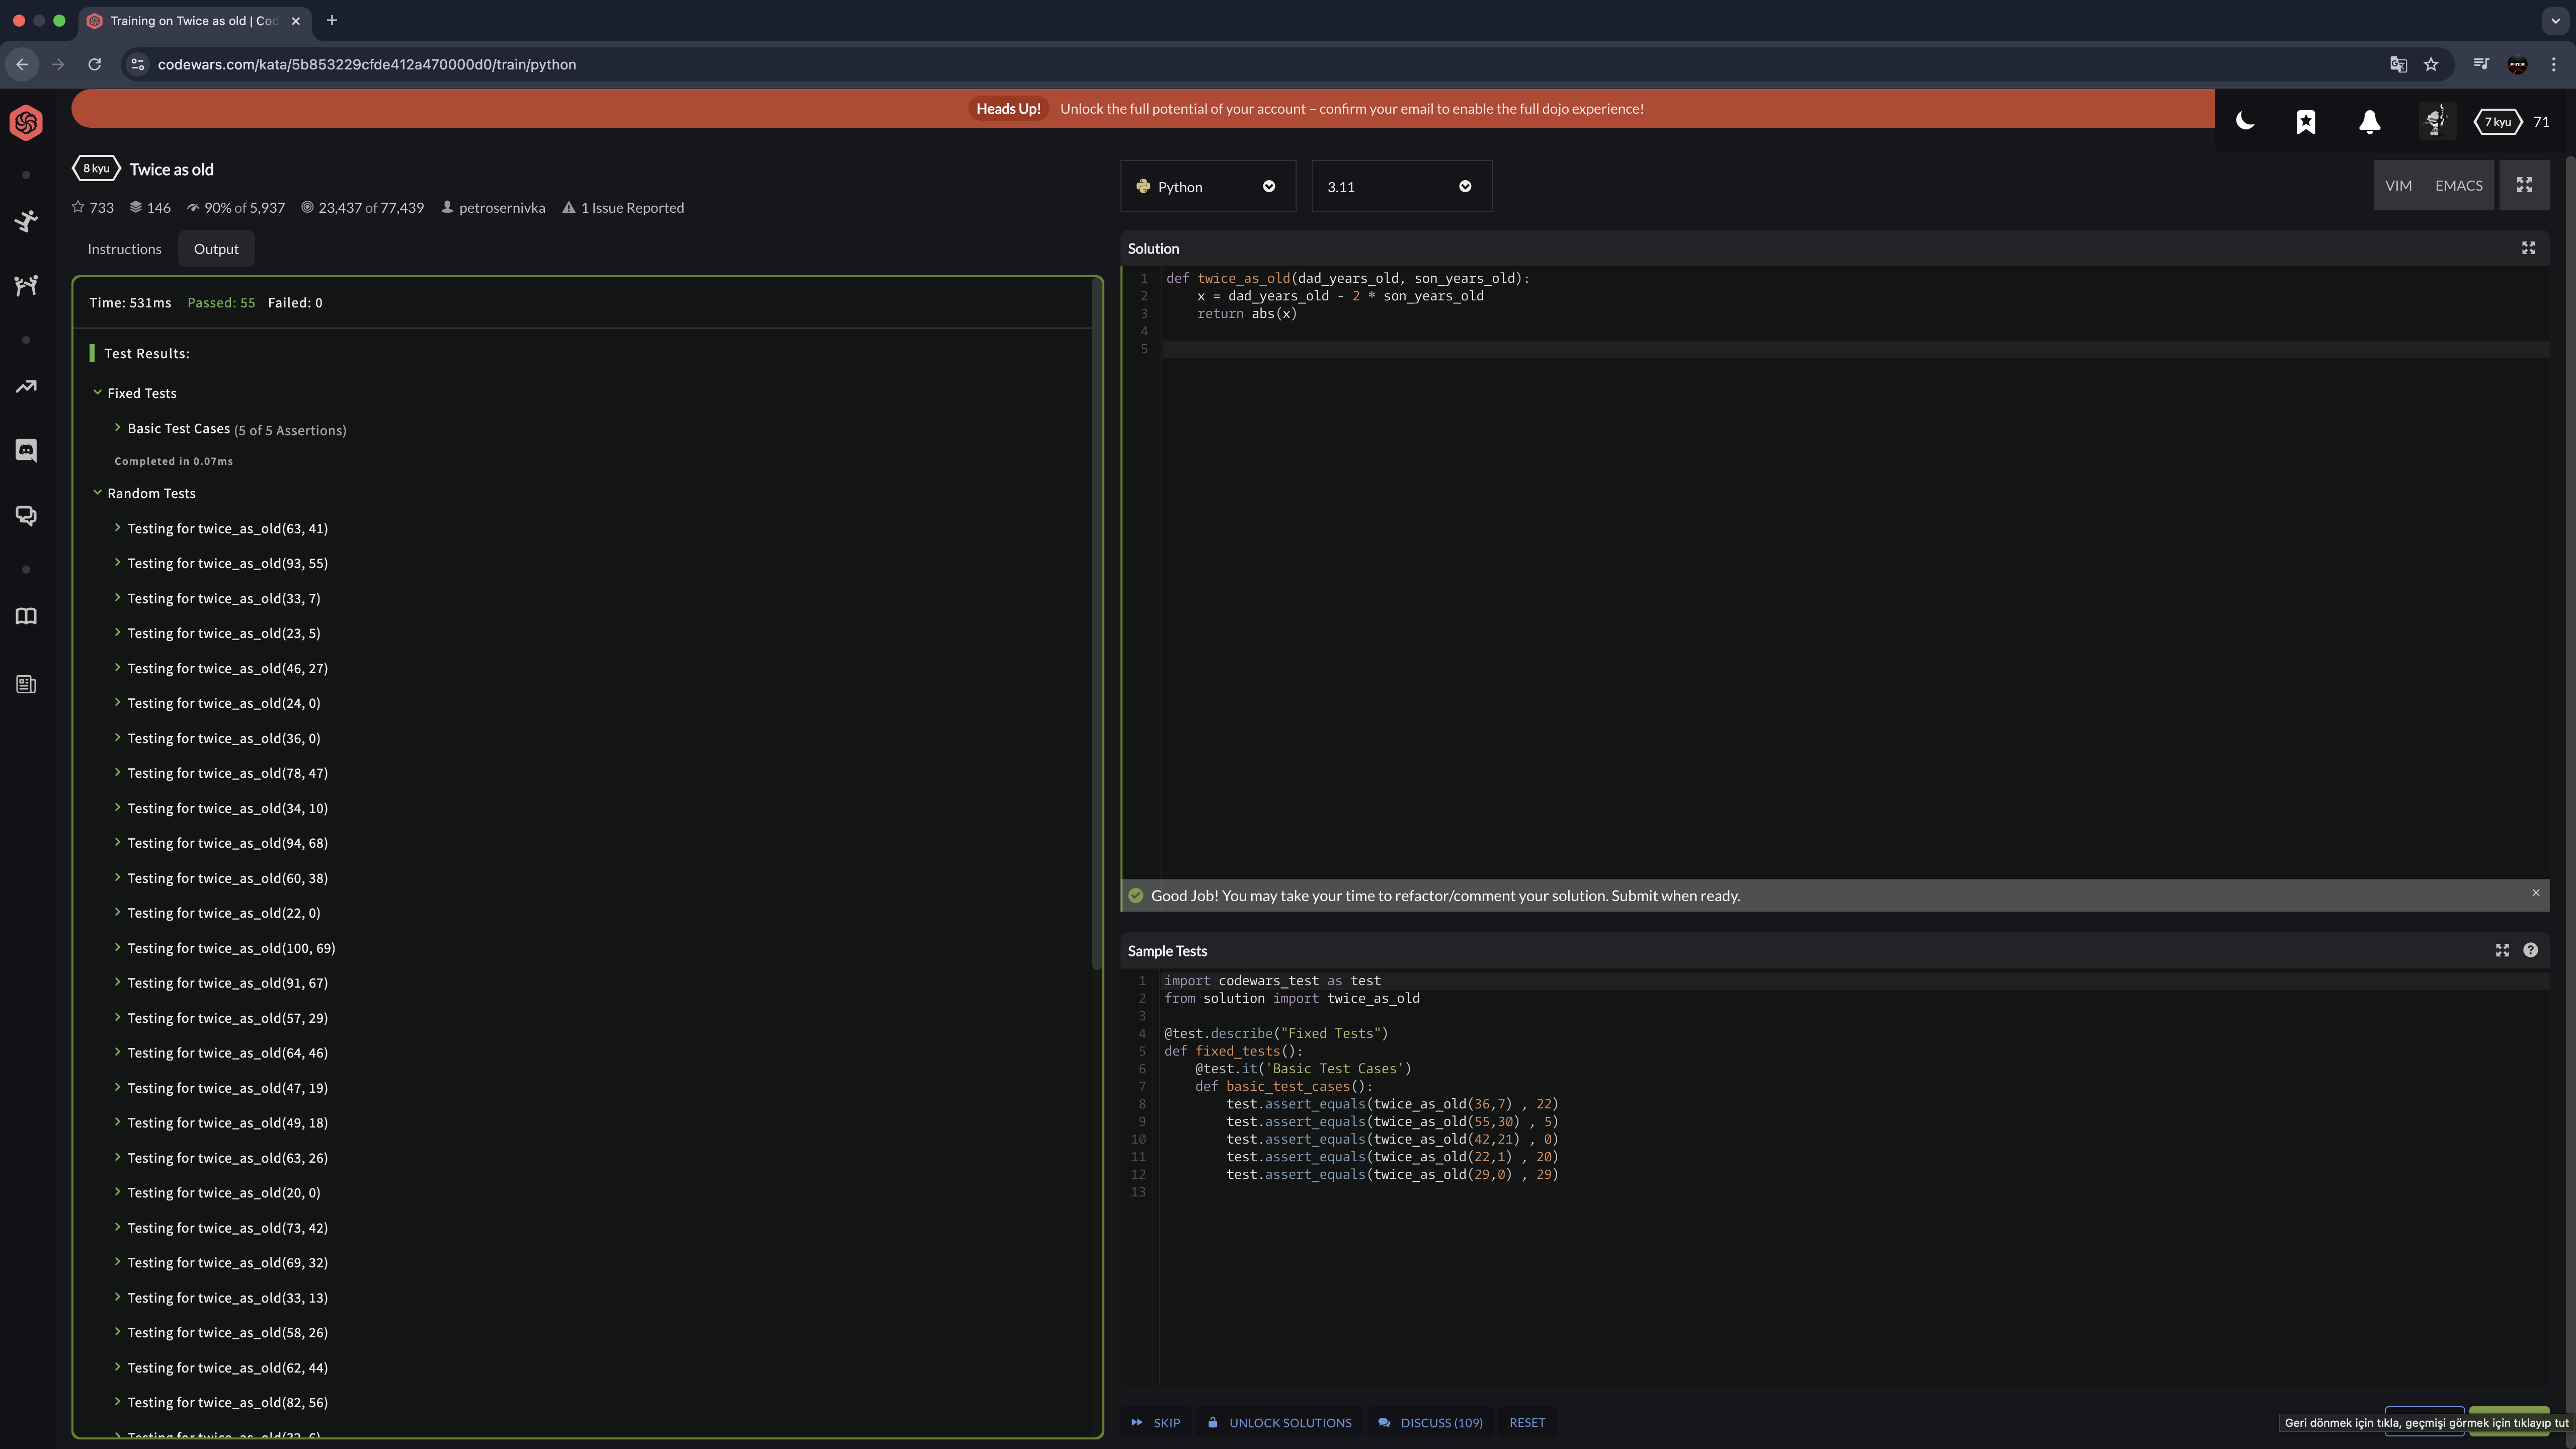 Training on Twice as old | Cod
codewars.com/kata/5b853229cfde412a470000d0/train/python
Heads Up! Unlock the full potential of your account – confirm your email to enable the full dojo experience!
7 kyu 71
8 kyu Twice as old
733 146 90% of 5,937 23,437 of 77,439 petrosernivka 1 Issue Reported
Instructions Output
Time: 531ms Passed: 55 Failed: 0
Test Results:
Fixed Tests
Basic Test Cases (5 of 5 Assertions)
Completed in 0.07ms
Random Tests
Testing for twice_as_old(63, 41)
Testing for twice_as_old(93, 55)
Testing for twice_as_old(33, 7)
Testing for twice_as_old(23, 5)
Testing for twice_as_old(46, 27)
Testing for twice_as_old(24, 0)
Testing for twice_as_old(36, 0)
Testing for twice_as_old(78, 47)
Testing for twice_as_old(34, 10)
Testing for twice_as_old(94, 68)
Testing for twice_as_old(60, 38)
Testing for twice_as_old(22, 0)
Testing for twice_as_old(100, 69)
Testing for twice_as_old(91, 67)
Testing for twice_as_old(57, 29)
Testing for twice_as_old(64, 46)
Testing for twice_as_old(47, 19)
Testing for twice_as_old(49, 18)
Testing for twice_as_old(63, 26)
Testing for twice_as_old(20, 0)
Testing for twice_as_old(73, 42)
Testing for twice_as_old(69, 32)
Testing for twice_as_old(33, 13)
Testing for twice_as_old(58, 26)
Testing for twice_as_old(62, 44)
Testing for twice_as_old(82, 56)
Testing for twice_as_old(32, 6)
Python 3.11
VIM EMACS
Solution
1 def twice_as_old(dad_years_old, son_years_old):
2 x = dad_years_old - 2 * son_years_old
3 return abs(x)
4
5
Good Job! You may take your time to refactor/comment your solution. Submit when ready.
Sample Tests
1 import codewars_test as test
2 from solution import twice_as_old
3
4 @test.describe("Fixed Tests")
5 def fixed_tests():
6 @test.it('Basic Test Cases')
7 def basic_test_cases():
8 test.assert_equals(twice_as_old(36,7) , 22)
9 test.assert_equals(twice_as_old(55,30) , 5)
10 test.assert_equals(twice_as_old(42,21) , 0)
11 test.assert_equals(twice_as_old(22,1) , 20)
12 test.assert_equals(twice_as_old(29,0) , 29)
13
SKIP UNLOCK SOLUTIONS DISCUSS (109) RESET
Geri dönmek için tıkla, geçmişi görmek için tıklayıp tut